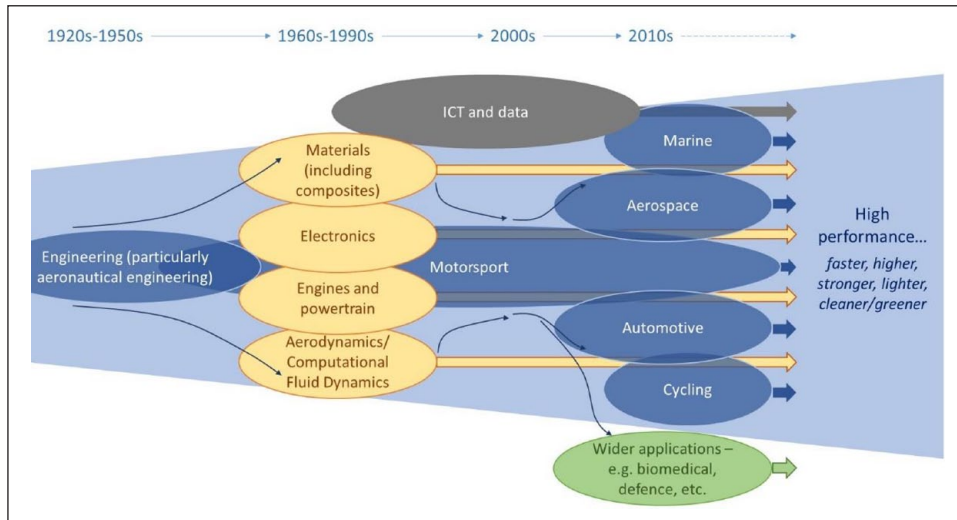 1920s-1950s
1960s-1990s
2000s
2010s
ICT and data
Marine
Materials
(including
composites)
Aerospace
Electronics
Engineering (particularly
aeronautical engineering)
Motorsport
High
performance...
faster, higher,
stronger, lighter,
cleaner/greener
Engines and
powertrain
Automotive
Aerodynamics/
Computational
Fluid Dynamics
Cycling
Wider applications –
e.g. biomedical,
defence, etc.